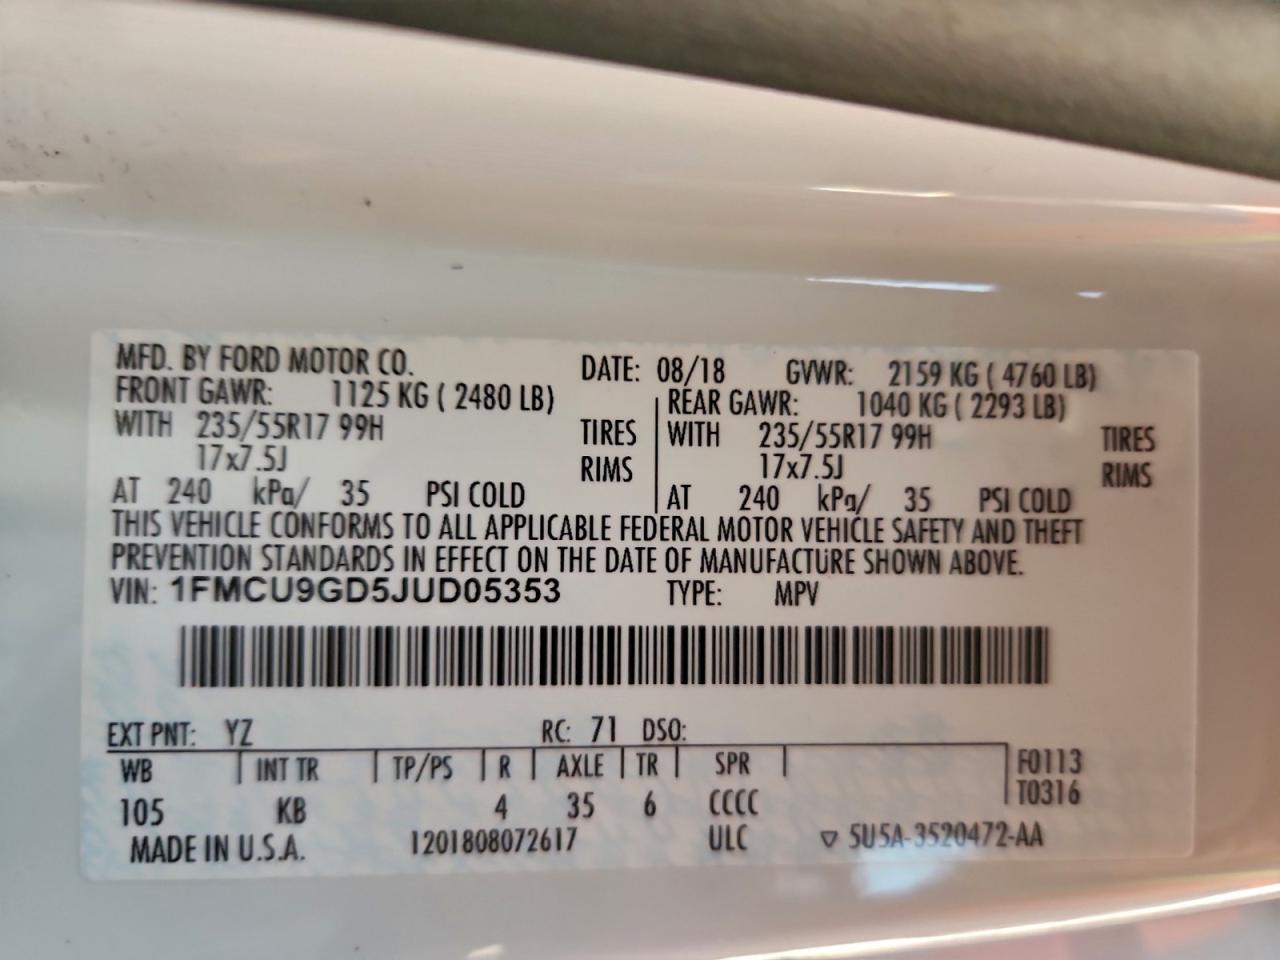 MFD. BY FORD MOTOR CO. DATE: 08/18 GVWR: 2159 KG ( 4760 LB)
FRONT GAWR: 1125 KG ( 2480 LB) REAR GAWR: 1040 KG ( 2293 LB)
WITH 235/55R17 99H TIRES WITH 235/55R17 99H TIRES
17x7.5J RIMS 17x7.5J RIMS
AT 240 kPa/ 35 PSI COLD AT 240 kPa/ 35 PSI COLD
THIS VEHICLE CONFORMS TO ALL APPLICABLE FEDERAL MOTOR VEHICLE SAFETY AND THEFT
PREVENTION STANDARDS IN EFFECT ON THE DATE OF MANUFACTURE SHOWN ABOVE.
VIN: 1FMCU9GD5JUD05353 TYPE: MPV
EXT PNT: YZ RC: 71 DSO:
WB INT TR TP/PS R AXLE TR SPR F0113
105 KB 4 35 6 CCCC T0316
MADE IN U.S.A. 1201808072617 ULC ▽ 5U5A-3520472-AA